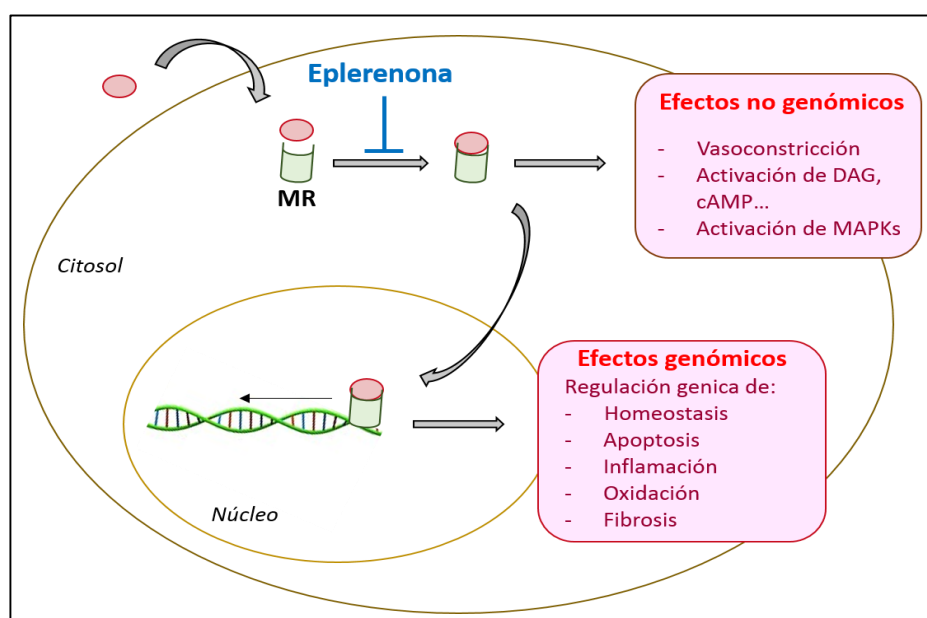 Eplerenona
MR
Citosol
Efectos no genómicos
- Vasoconstricción
- Activación de DAG,
cAMP...
- Activación de MAPKs
Efectos genómicos
Regulación genica de:
- Homeostasis
- Apoptosis
- Inflamación
- Oxidación
- Fibrosis
Núcleo